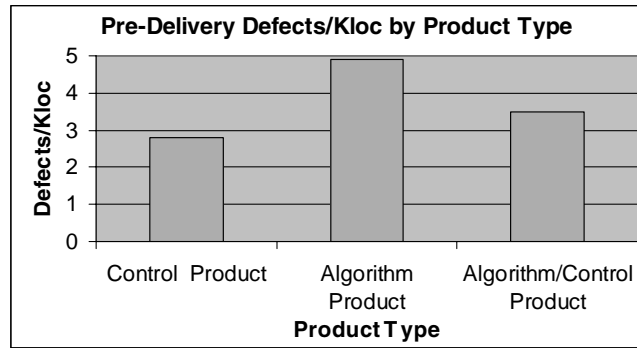 Pre-Delivery Defects/Kloc by Product Type
Defects/Kloc
5
4
3
2
1
0
Control Product
Algorithm
Product
Algorithm/Control
Product
Product Type